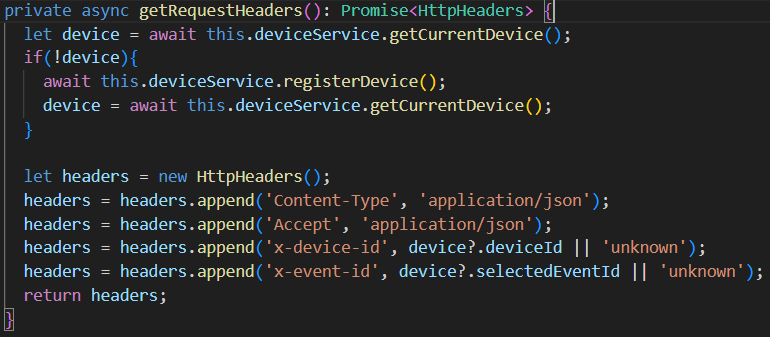 private async getRequestHeaders(): Promise<HttpHeaders> {
let device = await this.deviceService.getCurrentDevice();
if(!device){
await this.deviceService.registerDevice();
device = await this.deviceService.getCurrentDevice();
}
let headers = new HttpHeaders();
headers = headers.append('Content-Type', 'application/json');
headers = headers.append('Accept', 'application/json');
headers = headers.append('x-device-id', device?.deviceId || 'unknown');
headers = headers.append('x-event-id', device?.selectedEventId || 'unknown');
return headers;
}